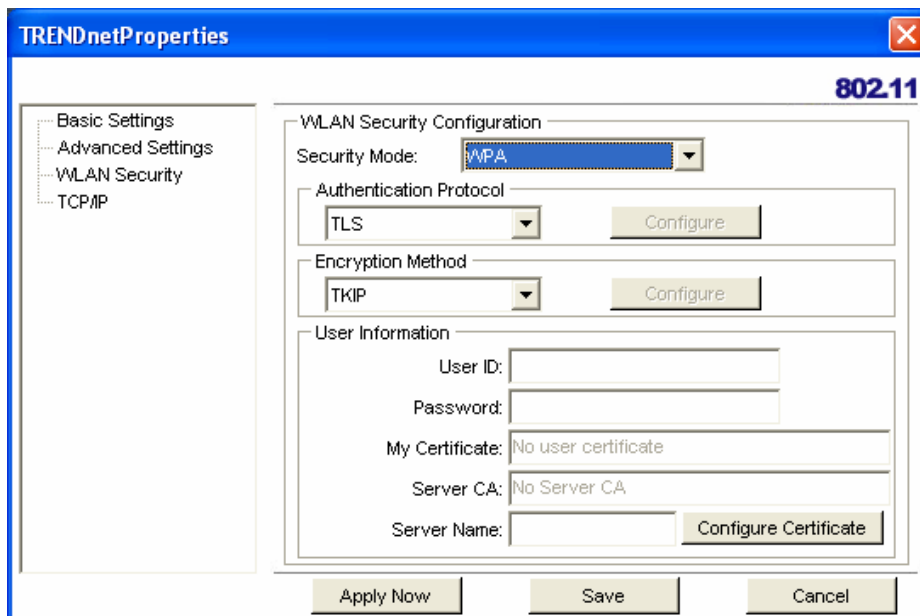 TRENDnetProperties
802.11
Basic Settings
Advanced Settings
WLAN Security
TCP/IP
WLAN Security Configuration
Security Mode: WPA
Authentication Protocol
TLS Configure
Encryption Method
TKIP Configure
User Information
User ID:
Password:
My Certificate: No user certificate
Server CA: No Server CA
Server Name: Configure Certificate
Apply Now Save Cancel